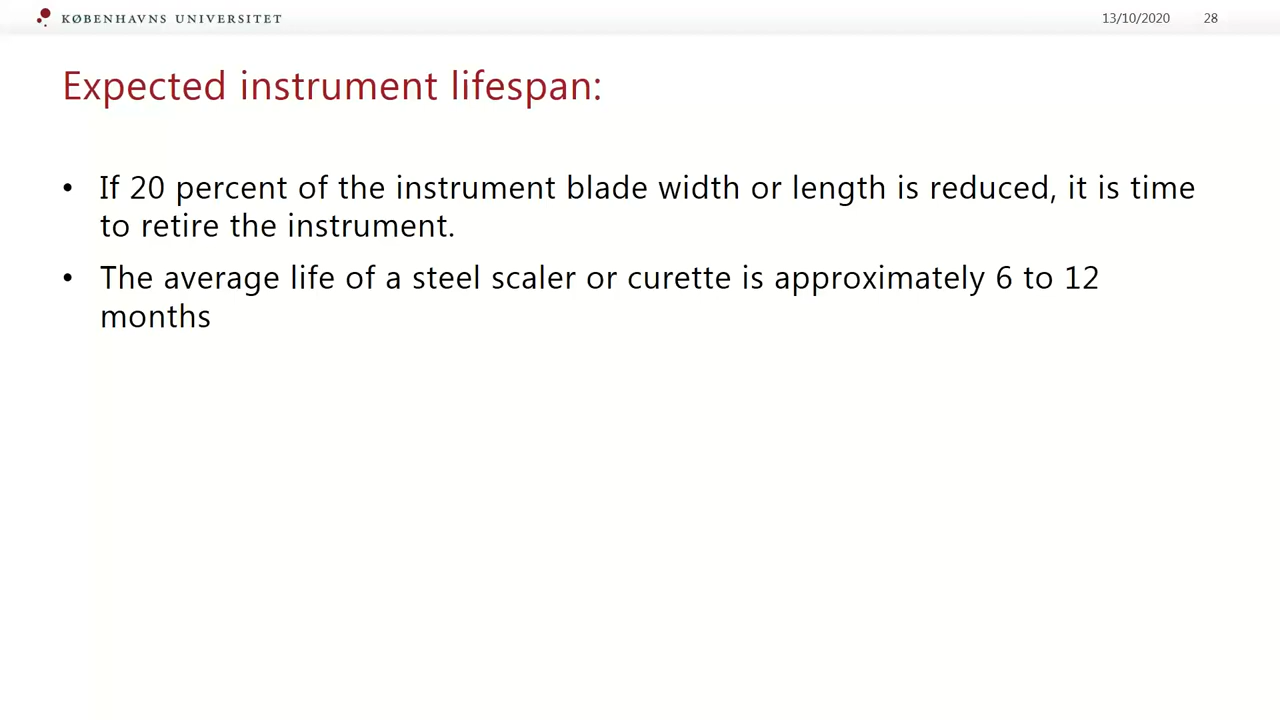 KØBENHAVNS UNIVERSITET
13/10/2020 28
Expected instrument lifespan:
• If 20 percent of the instrument blade width or length is reduced, it is time
to retire the instrument.
• The average life of a steel scaler or curette is approximately 6 to 12
months